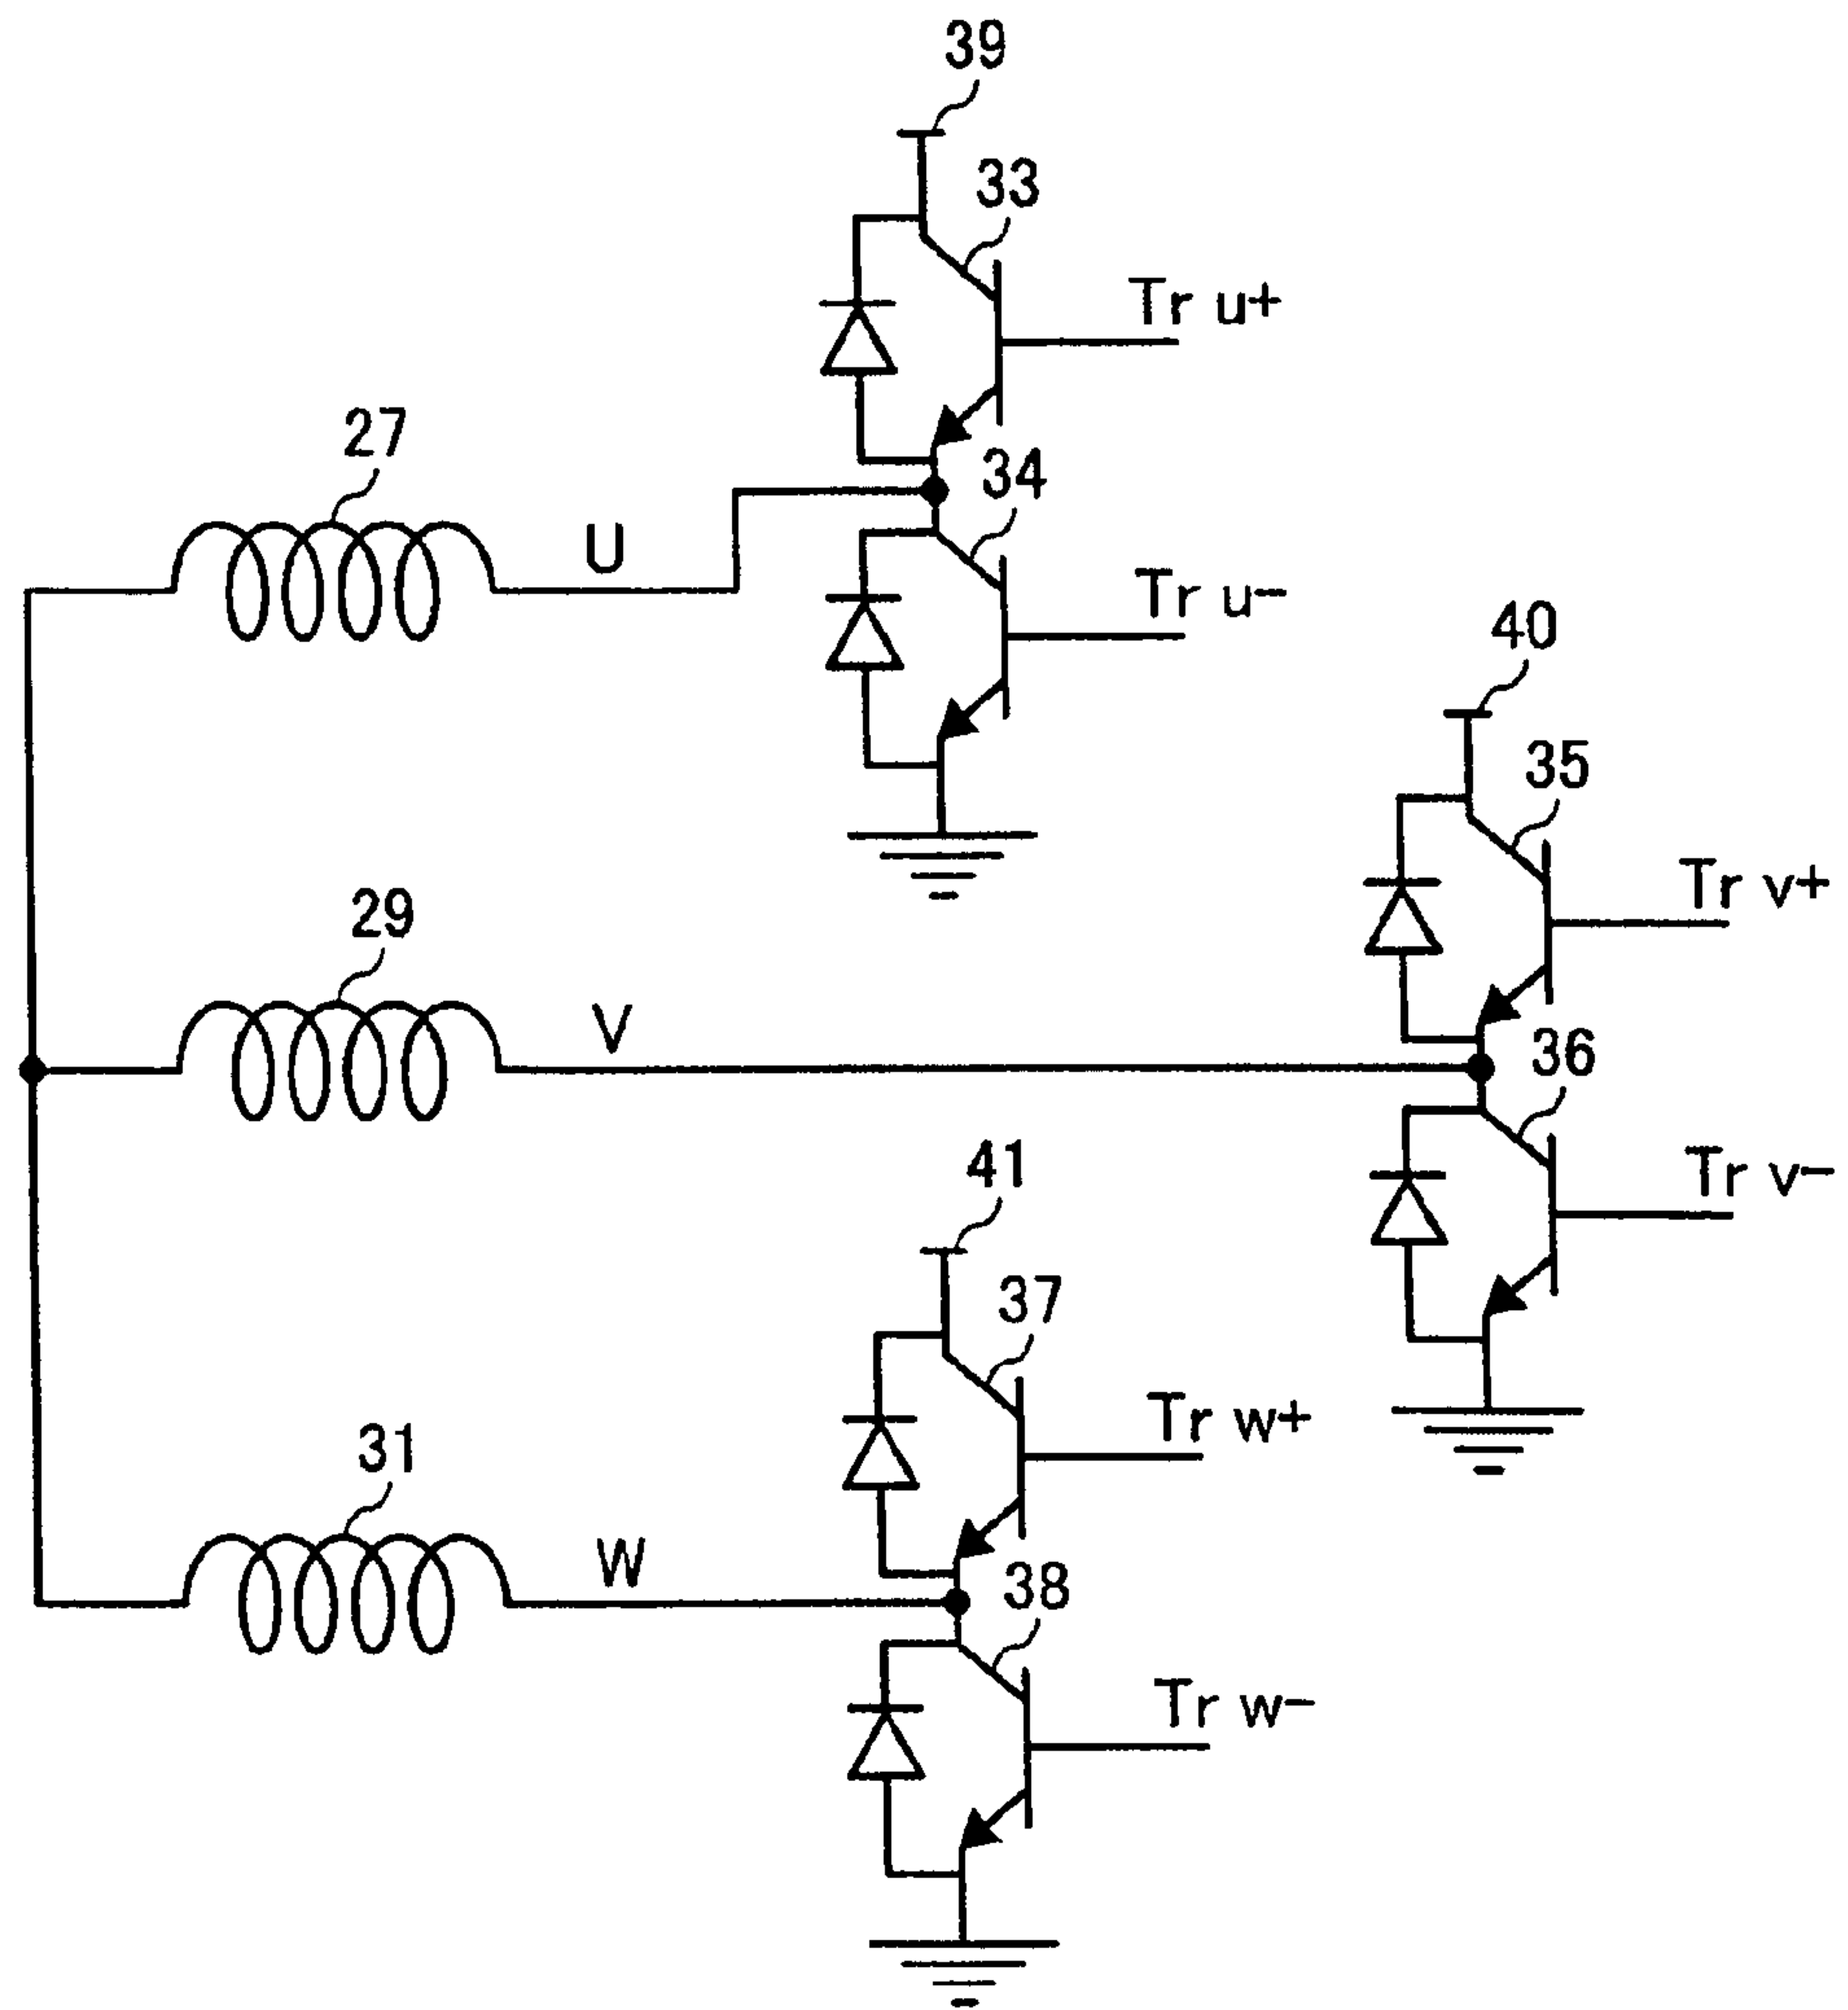 39
33
Tr u+
27
34
U
Tr u-
40
35
Tr v+
29
V
36
41
Tr v-
37
Tr w+
31
W
38
Tr w-